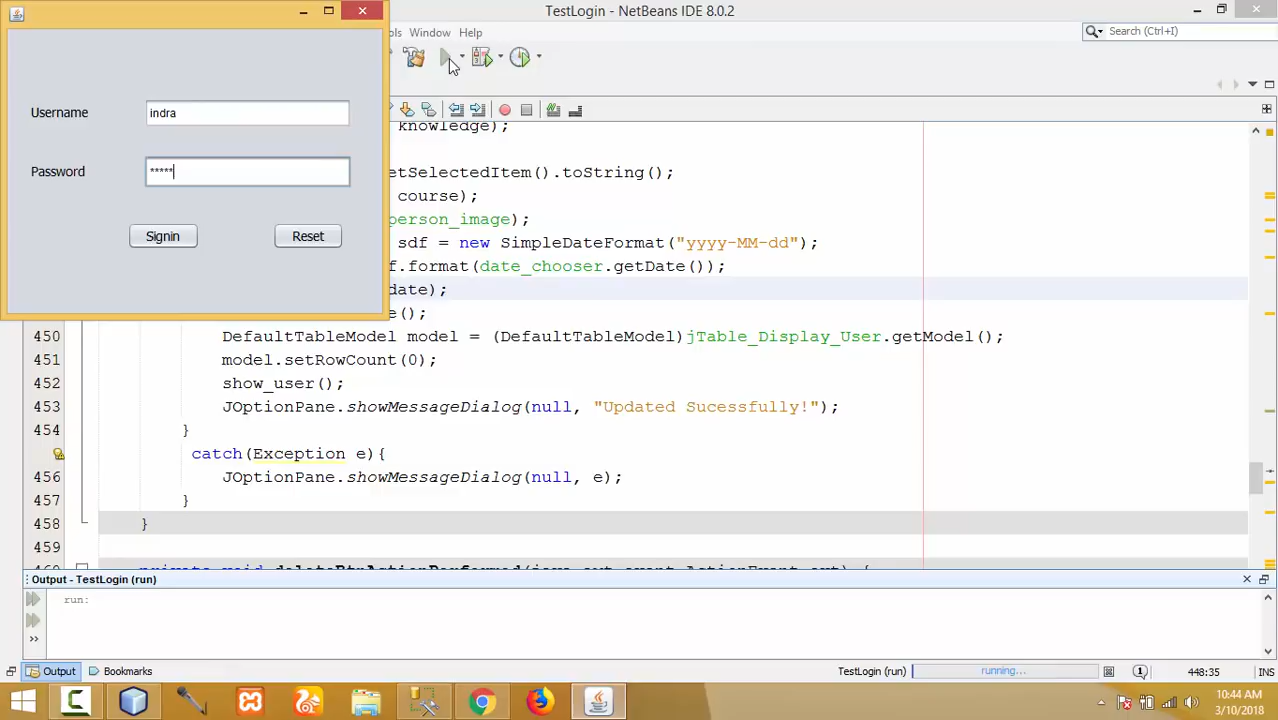 TestLogin - NetBeans IDE 8.0.2
Window Help
Search (Ctrl+I)
Username indra
Password *****
Signin Reset
knowledge);
etSelectedItem().toString();
course);
person_image);
sdf = new SimpleDateFormat("yyyy-MM-dd");
f.format(date_chooser.getDate());
date);
();
450 DefaultTableModel model = (DefaultTableModel)jTable_Display_User.getModel();
451 model.setRowCount(0);
452 show_user();
453 JOptionPane.showMessageDialog(null, "Updated Sucessfully!");
454 }
catch(Exception e){
456 JOptionPane.showMessageDialog(null, e);
457 }
458 }
459
Output - TestLogin (run)
run:
Output Bookmarks TestLogin (run) running... 448:35 INS
10:44 AM
3/10/2018